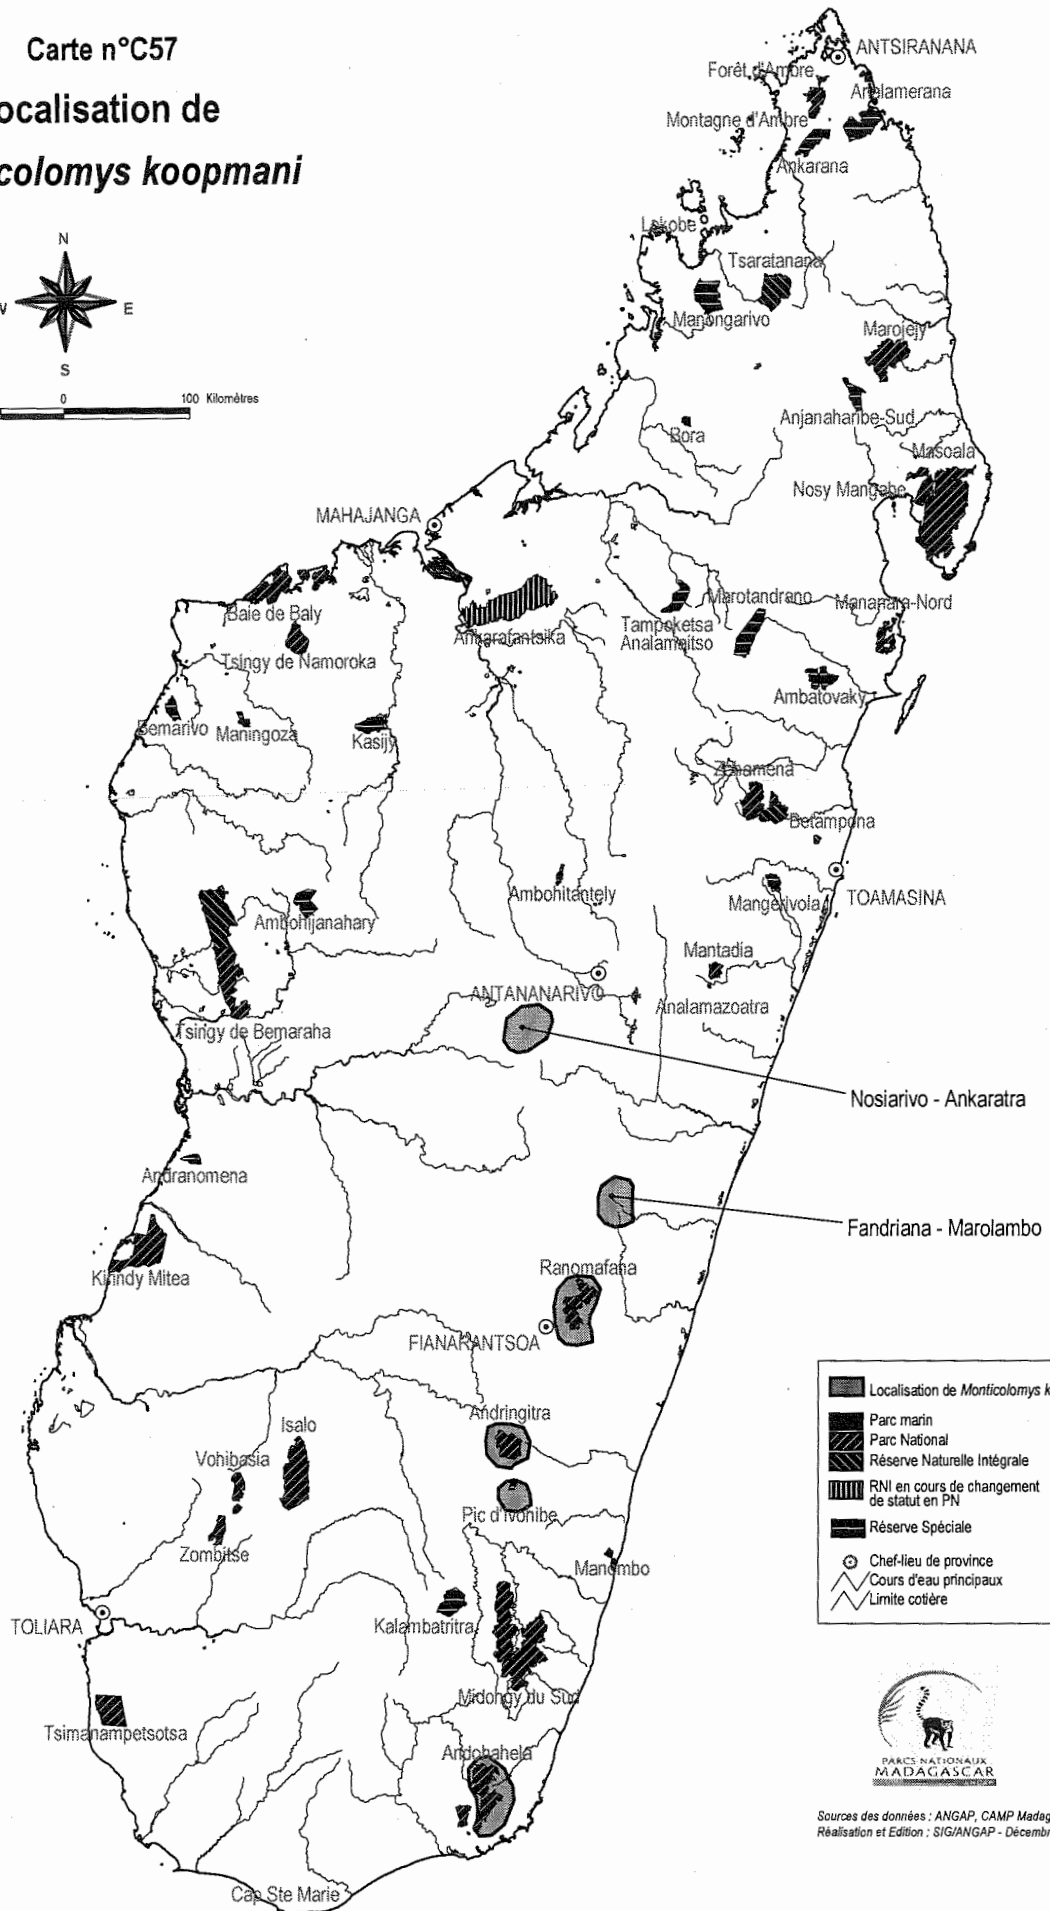 Carte n°C57
ocalisation de
colomys koopmani
N
E
S
0
100 Kilomètres
ANTSIRANANA
Forêt d'Ambre
Analamerana
Montagne d'Ambre
Ankarana
Lokobe
Tsaratanana
Manongarivo
Marojejy
Anjanaharibe-Sud
Bora
Masoala
Nosy Mangabe
MAHAJANGA
Baie de Baly
Ankarafantsika
Marotandrano
Mananara-Nord
Tampoketsa
Analamaitso
Tsingy de Namoroka
Ambatovaky
Bemarivo
Maningoza
Kasijy
Zahamena
Betampona
Ambohitantely
Mangerivola
TOAMASINA
Ambohijanahary
Mantadia
ANTANANARIVO
Analamazoatra
Tsingy de Bemaraha
Nosiarivo - Ankaratra
Andranomena
Fandriana - Marolambo
Kirindy Mitea
Ranomafana
FIANARANTSOA
Localisation de Monticolomys k
Parc marin
Parc National
Réserve Naturelle Intégrale
RNI en cours de changement
de statut en PN
Réserve Spéciale
Chef-lieu de province
Cours d'eau principaux
Limite cotière
Andringitra
Isalo
Vohibasia
Pic d'Ivohibe
Zombitse
Manombo
TOLIARA
Kalambatritra
Midongy du Sud
Tsimanampetsotsa
Andohahela
PARCS NATIONAUX
MADAGASCAR
ANGAP
Sources des données : ANGAP, CAMP Madag
Réalisation et Edition : SIG/ANGAP - Décembr
Cap Ste Marie